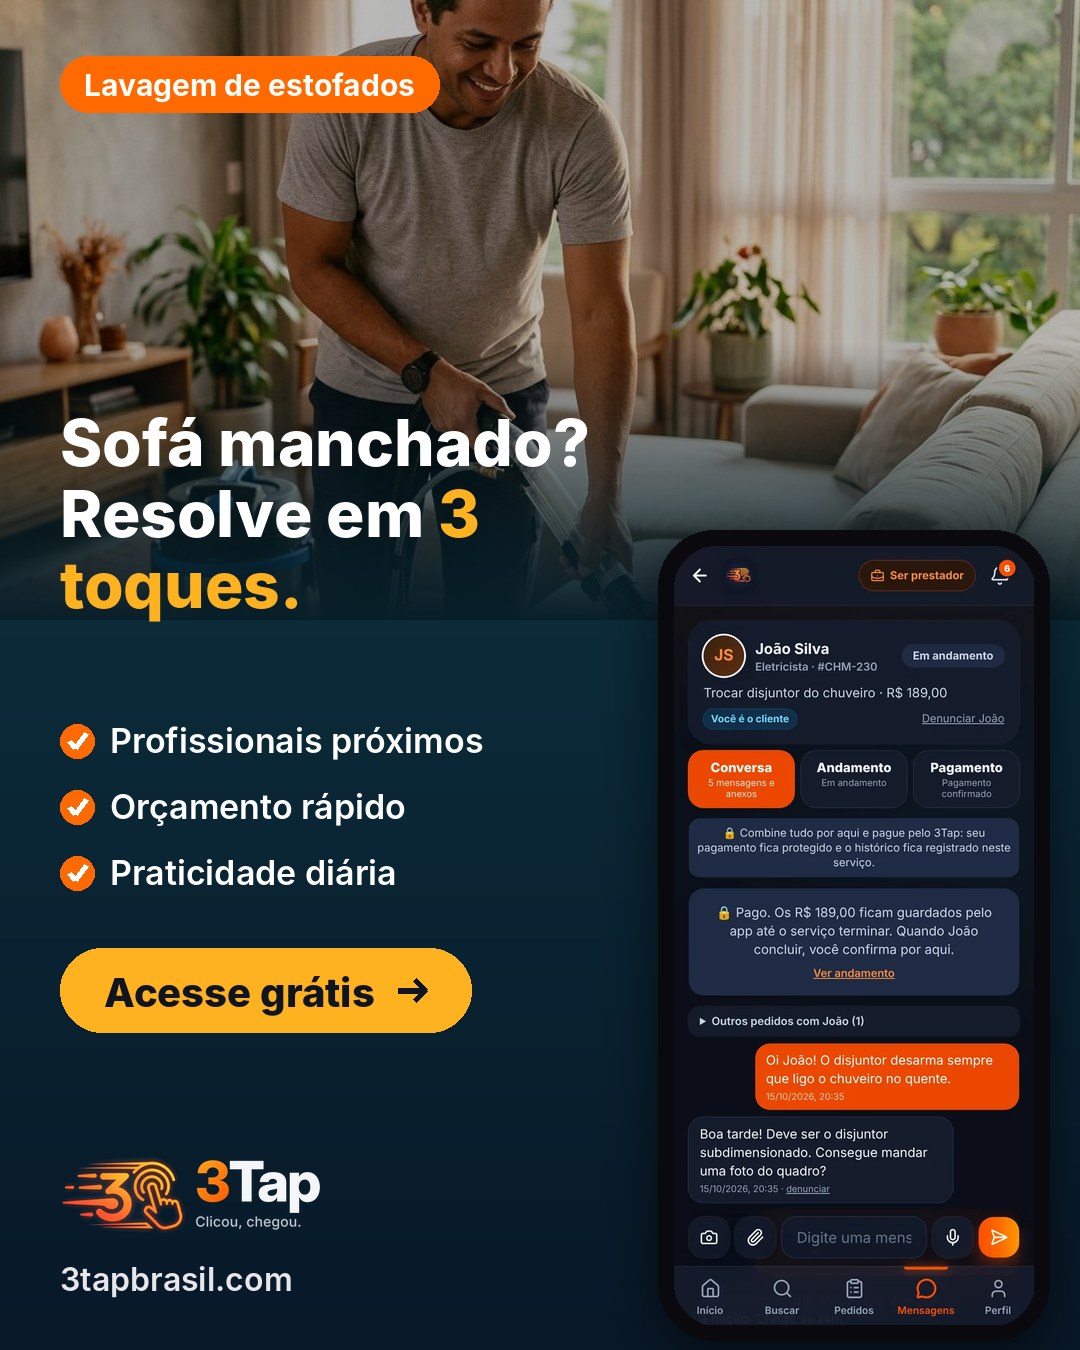 Lavagem de estofados
Sofá manchado?
Resolve em 3
toques.
Profissionais próximos
Orçamento rápido
Praticidade diária
Acesse grátis →
3Tap
Clicou, chegou.
3tapbrasil.com
Ser prestador
6
JS
João Silva
Eletricista · #CHM-230
Em andamento
Trocar disjuntor do chuveiro · R$ 189,00
Você é o cliente
Denunciar João
Conversa
5 mensagens e
anexos
Andamento
Em andamento
Pagamento
Pagamento
confirmado
🔒 Combine tudo por aqui e pague pelo 3Tap: seu
pagamento fica protegido e o histórico fica registrado neste
serviço.
🔒 Pago. Os R$ 189,00 ficam guardados pelo
app até o serviço terminar. Quando João
concluir, você confirma por aqui.
Ver andamento
▶ Outros pedidos com João (1)
Oi João! O disjuntor desarma sempre
que ligo o chuveiro no quente.
15/10/2026, 20:35
Boa tarde! Deve ser o disjuntor
subdimensionado. Consegue mandar
uma foto do quadro?
15/10/2026, 20:35 · denunciar
Digite uma mens
Início
Buscar
Pedidos
Mensagens
Perfil